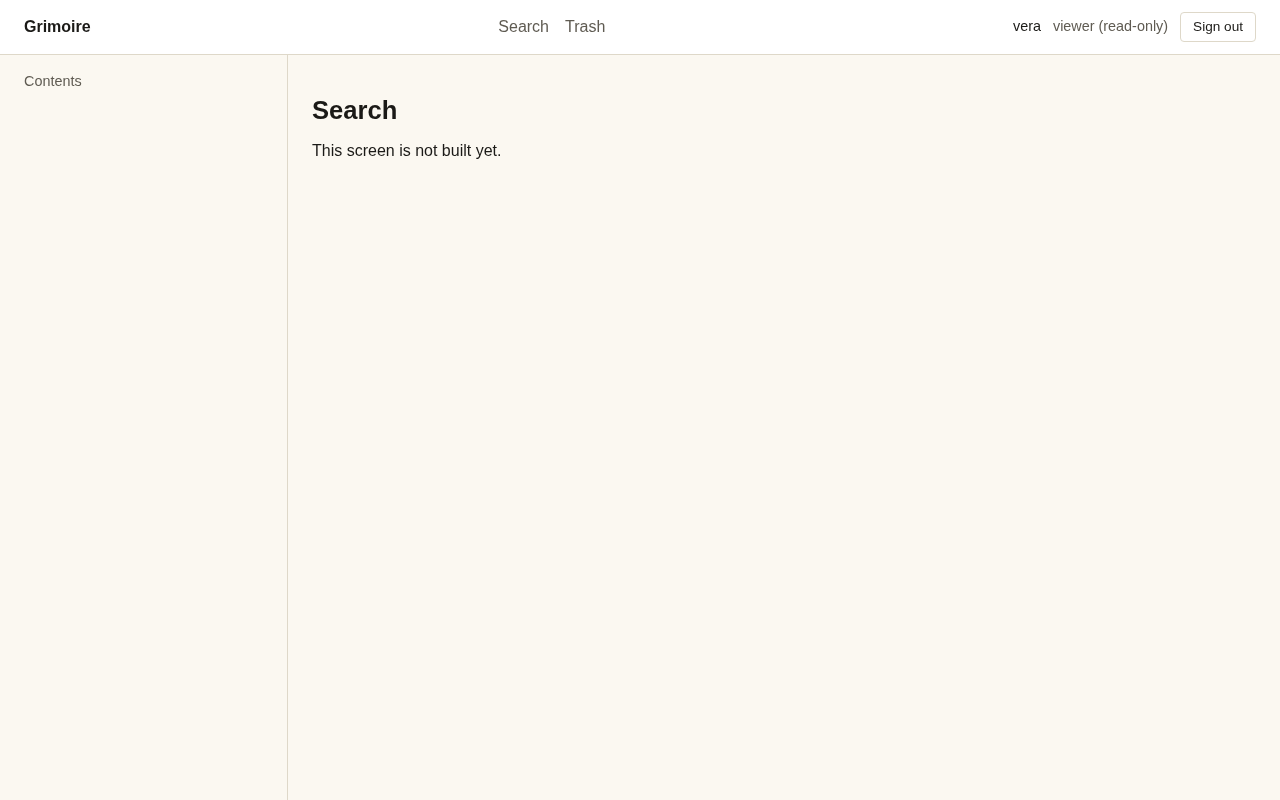 Grimoire
Search Trash
vera viewer (read-only) Sign out
Contents
Search
This screen is not built yet.